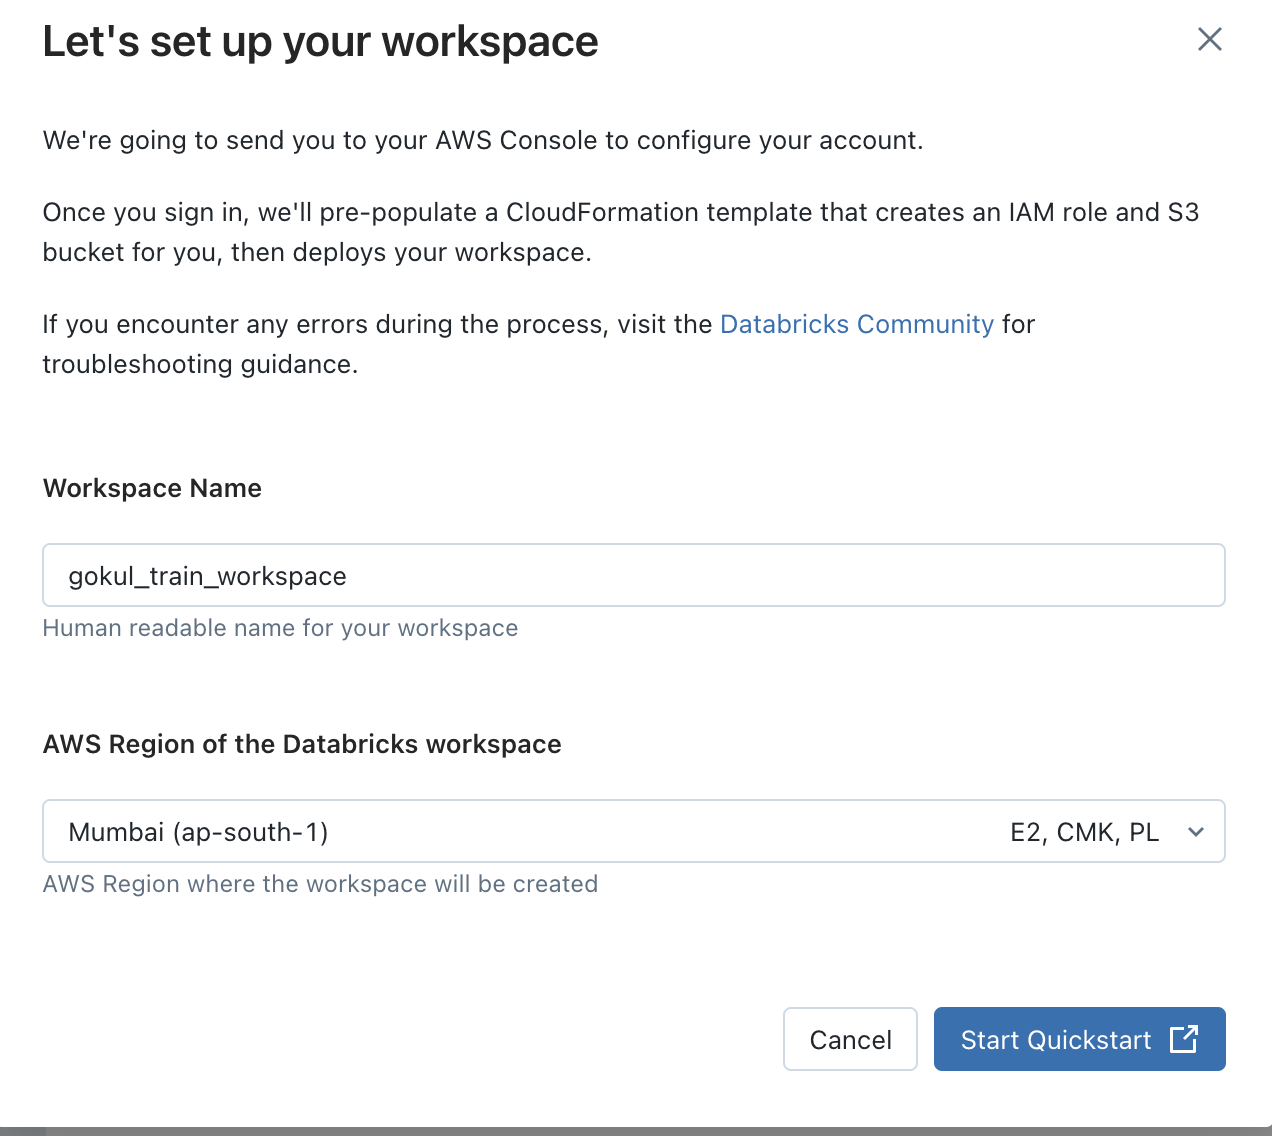 Let's set up your workspace
We're going to send you to your AWS Console to configure your account.
Once you sign in, we'll pre-populate a CloudFormation template that creates an IAM role and S3
bucket for you, then deploys your workspace.
If you encounter any errors during the process, visit the Databricks Community for
troubleshooting guidance.
Workspace Name
gokul_train_workspace
Human readable name for your workspace
AWS Region of the Databricks workspace
Mumbai (ap-south-1) E2, CMK, PL
AWS Region where the workspace will be created
Cancel Start Quickstart